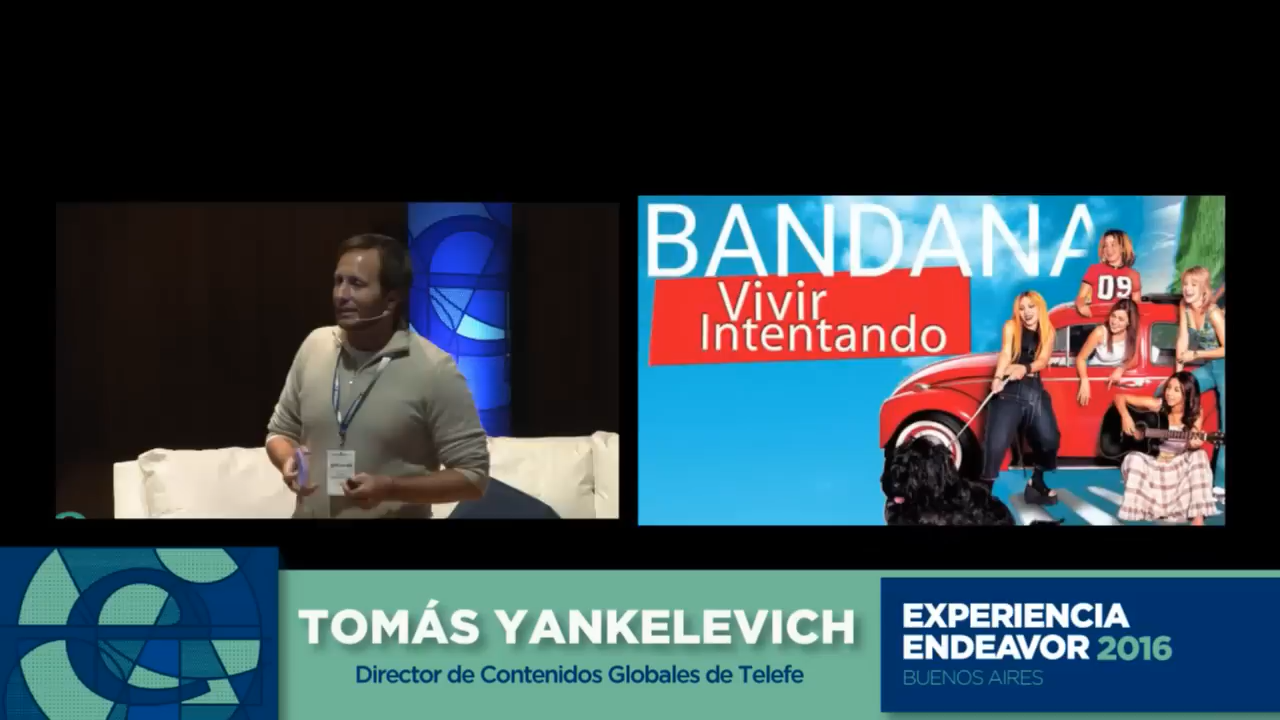 BANDANA
Vivir
Intentando
09
TOMÁS YANKELEVICH
Director de Contenidos Globales de Telefe
EXPERIENCIA
ENDEAVOR 2016
BUENOS AIRES